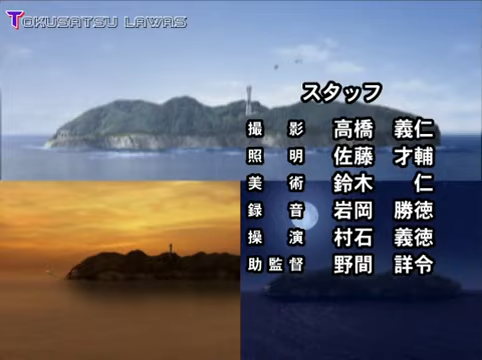 TOKUSATSU LAWAS
スタッフ
撮影 高橋 義仁
照明 佐藤 才輔
美術 鈴木 仁
録音 岩岡 勝徳
操演 村石 義徳
助監督 野間 詳令